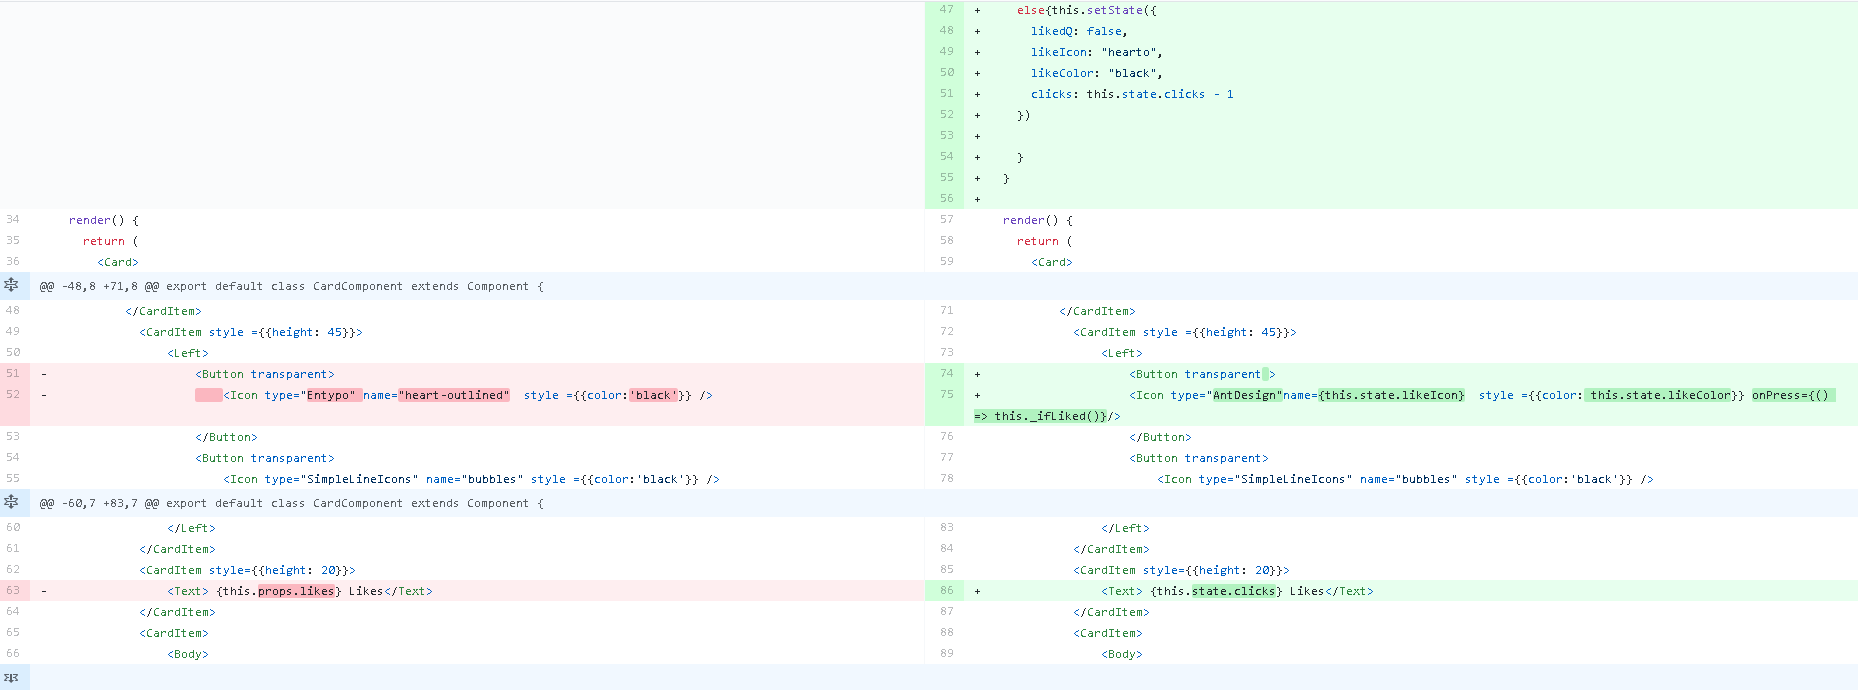 47 + else{this.setState({
48 + likedQ: false,
49 + likeIcon: "hearto",
50 + likeColor: "black",
51 + clicks: this.state.clicks - 1
52 + })
53 +
54 + }
55 + }
56 +
34 render() { 57 render() {
35 return ( 58 return (
36 <Card> 59 <Card>
@@ -48,8 +71,8 @@ export default class CardComponent extends Component {
48 </CardItem> 71 </CardItem>
49 <CardItem style ={{height: 45}}> 72 <CardItem style ={{height: 45}}>
50 <Left> 73 <Left>
51 - <Button transparent> 74 + <Button transparent >
52 - <Icon type="Entypo" name="heart-outlined" style ={{color:'black'}} /> 75 + <Icon type="AntDesign"name={this.state.likeIcon} style ={{color: this.state.likeColor}} onPress={()
=> this._ifLiked()}/>
53 </Button> 76 </Button>
54 <Button transparent> 77 <Button transparent>
55 <Icon type="SimpleLineIcons" name="bubbles" style ={{color:'black'}} /> 78 <Icon type="SimpleLineIcons" name="bubbles" style ={{color:'black'}} />
@@ -60,7 +83,7 @@ export default class CardComponent extends Component {
60 </Left> 83 </Left>
61 </CardItem> 84 </CardItem>
62 <CardItem style={{height: 20}}> 85 <CardItem style={{height: 20}}>
63 - <Text> {this.props.likes} Likes</Text> 86 + <Text> {this.state.clicks} Likes</Text>
64 </CardItem> 87 </CardItem>
65 <CardItem> 88 <CardItem>
66 <Body> 89 <Body>